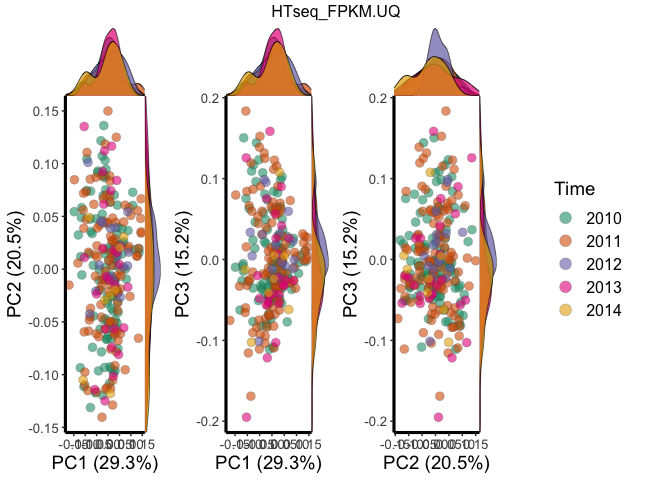 HTseq_FPKM.UQ
0.15
0.10
0.05
0.00
-0.05
-0.10
-0.15
PC2 (20.5%)
PC1 (29.3%)
0.2
0.1
0.0
-0.1
-0.2
PC3 (15.2%)
PC1 (29.3%)
0.2
0.1
0.0
-0.1
-0.2
PC3 (15.2%)
PC2 (20.5%)
Time
2010
2011
2012
2013
2014